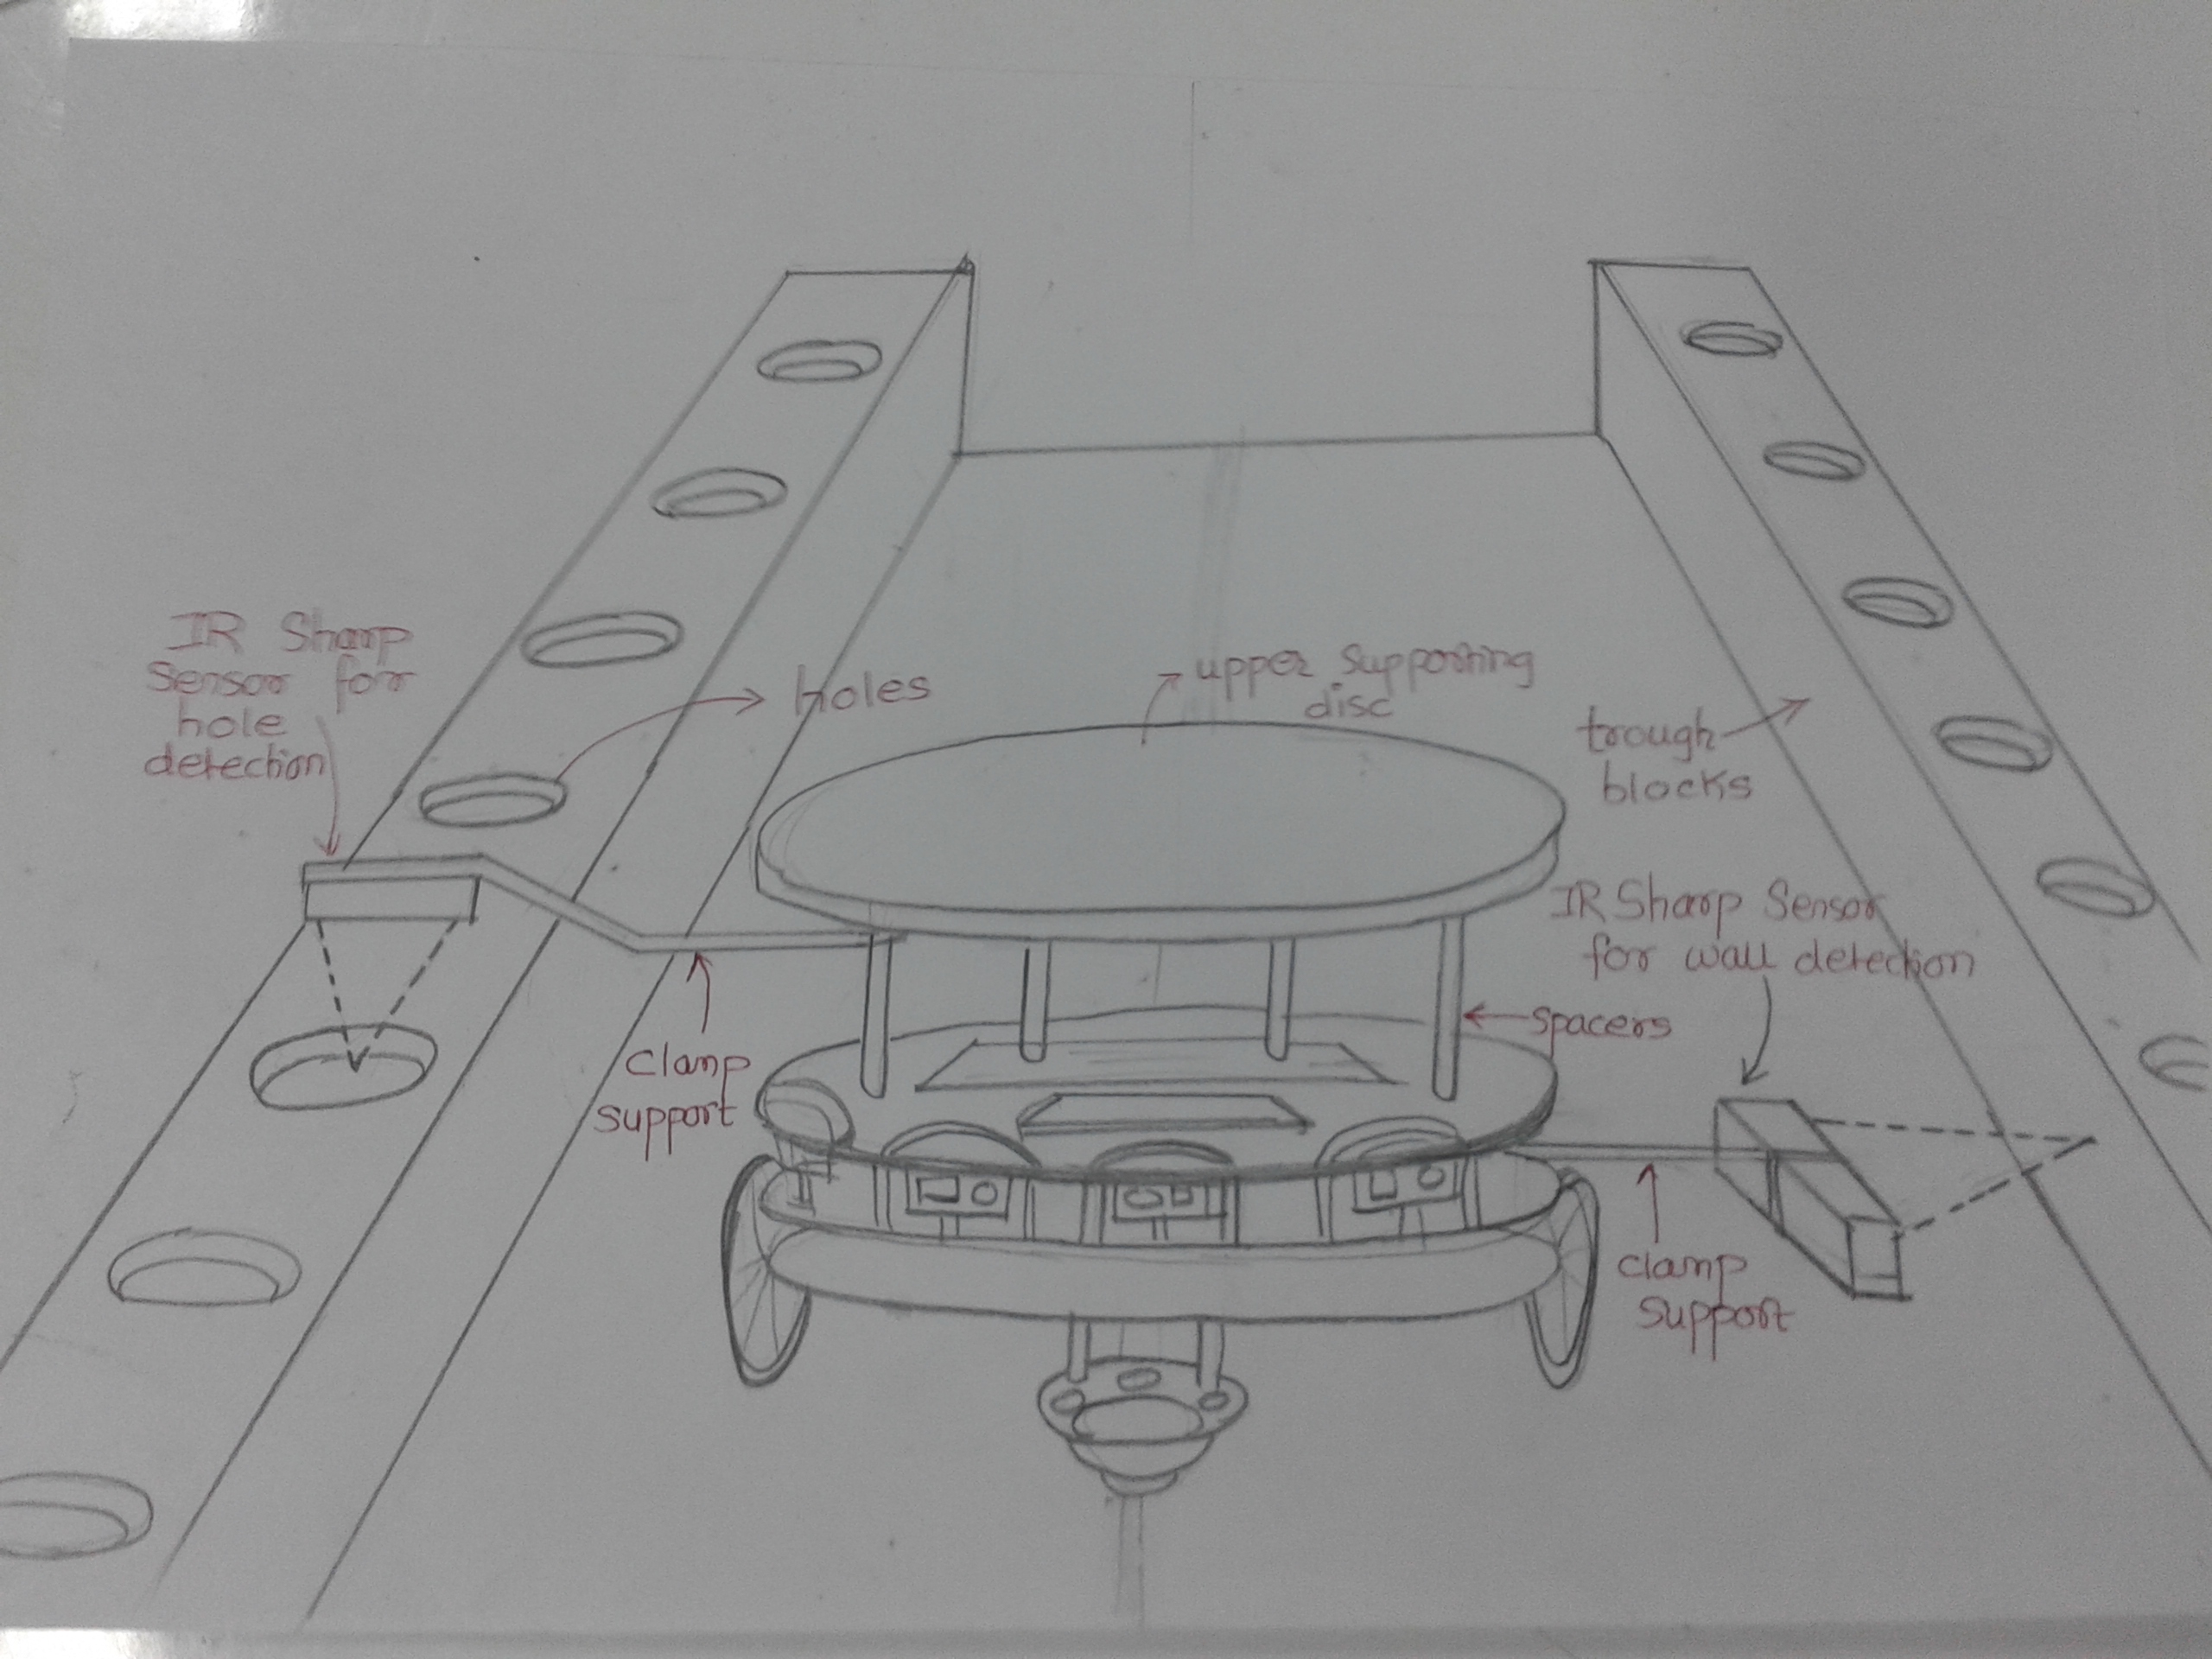 IR Sharp
Sensor for
hole
detection
holes
upper supporting
disc
trough
blocks
IR Sharp Sensor
for wall detection
spacers
Clamp
Support
Clamp
Support